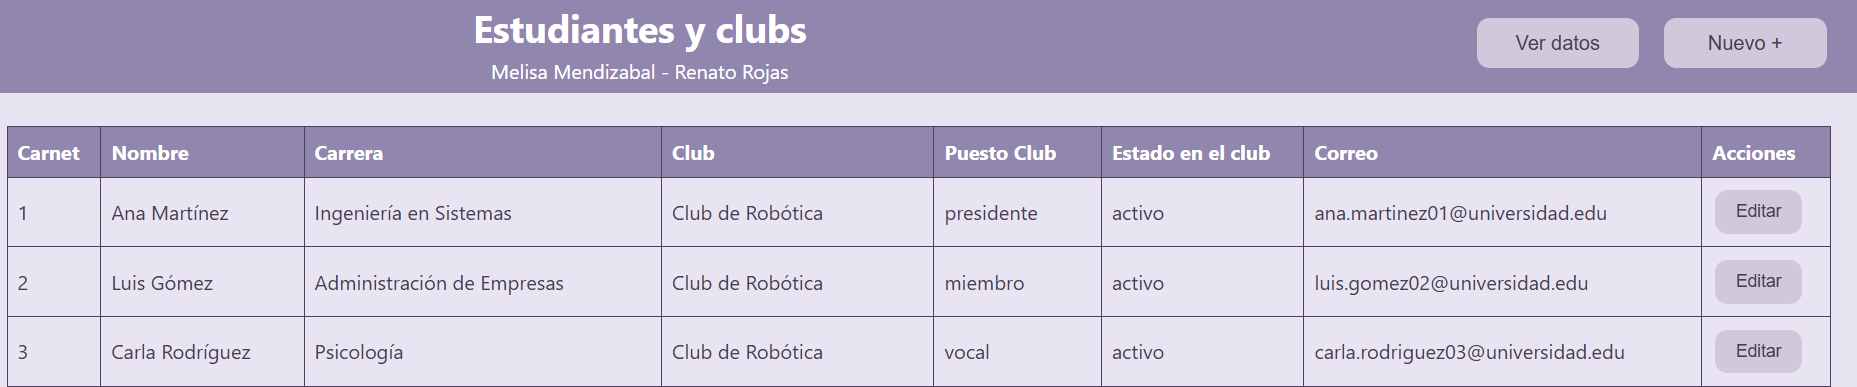 Estudiantes y clubs
Melisa Mendizabal - Renato Rojas
Ver datos
Nuevo +
Carnet Nombre Carrera Club Puesto Club Estado en el club Correo Acciones
1 Ana Martínez Ingeniería en Sistemas Club de Robótica presidente activo ana.martinez01@universidad.edu Editar
2 Luis Gómez Administración de Empresas Club de Robótica miembro activo luis.gomez02@universidad.edu Editar
3 Carla Rodríguez Psicología Club de Robótica vocal activo carla.rodriguez03@universidad.edu Editar